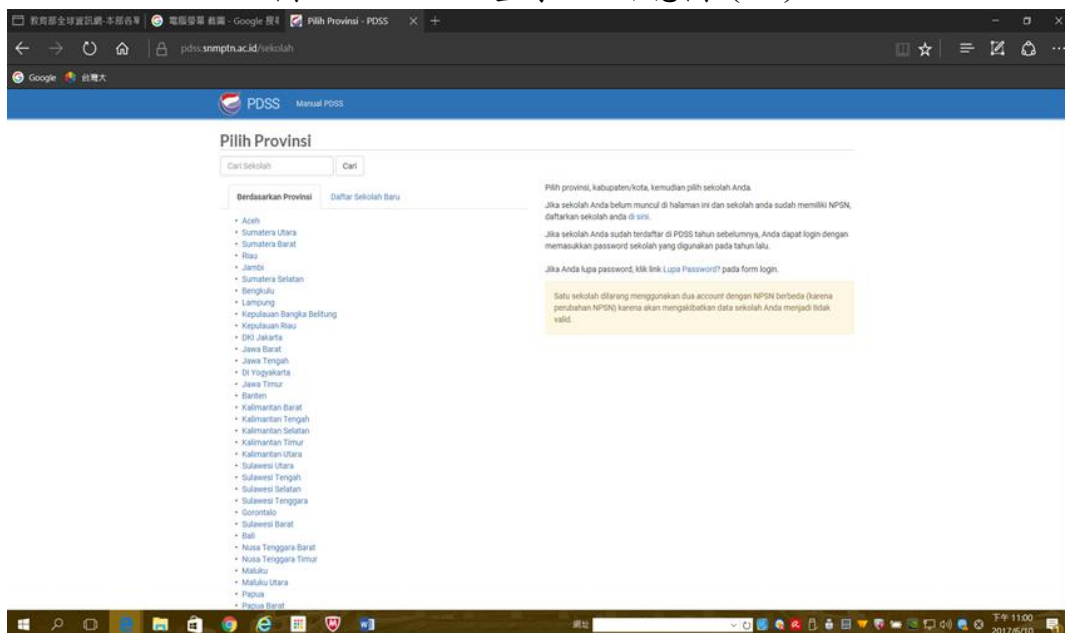 教育部全球資訊網-本部各單
電腦螢幕 截圖 - Google 搜尋
Pilih Provinsi - PDSS
pdss.snmptn.ac.id/sekolah
Google
台灣大
PDSS
Manual PDSS
Pilih Provinsi
Cari Sekolah
Cari
Berdasarkan Provinsi
Daftar Sekolah Baru
• Aceh
• Sumatera Utara
• Sumatera Barat
• Riau
• Jambi
• Sumatera Selatan
• Bengkulu
• Lampung
• Kepulauan Bangka Belitung
• Kepulauan Riau
• DKI Jakarta
• Jawa Barat
• Jawa Tengah
• DI Yogyakarta
• Jawa Timur
• Banten
• Kalimantan Barat
• Kalimantan Tengah
• Kalimantan Selatan
• Kalimantan Timur
• Kalimantan Utara
• Sulawesi Utara
• Sulawesi Tengah
• Sulawesi Selatan
• Sulawesi Tenggara
• Gorontalo
• Sulawesi Barat
• Bali
• Nusa Tenggara Barat
• Nusa Tenggara Timur
• Maluku
• Maluku Utara
• Papua
• Papua Barat
Pilih provinsi, kabupaten/kota, kemudian pilih sekolah Anda.
Jika sekolah Anda belum muncul di halaman ini dan sekolah anda sudah memiliki NPSN,
daftarkan sekolah anda di sini.
Jika sekolah Anda sudah terdaftar di PDSS tahun sebelumnya, Anda dapat login dengan
memasukkan password sekolah yang digunakan pada tahun lalu.
Jika Anda lupa password, klik link Lupa Password? pada form login.
Satu sekolah dilarang menggunakan dua account dengan NPSN berbeda (karena
perubahan NPSN) karena akan mengakibatkan data sekolah Anda menjadi tidak
valid.
網址
下午 11:00
2017/5/10